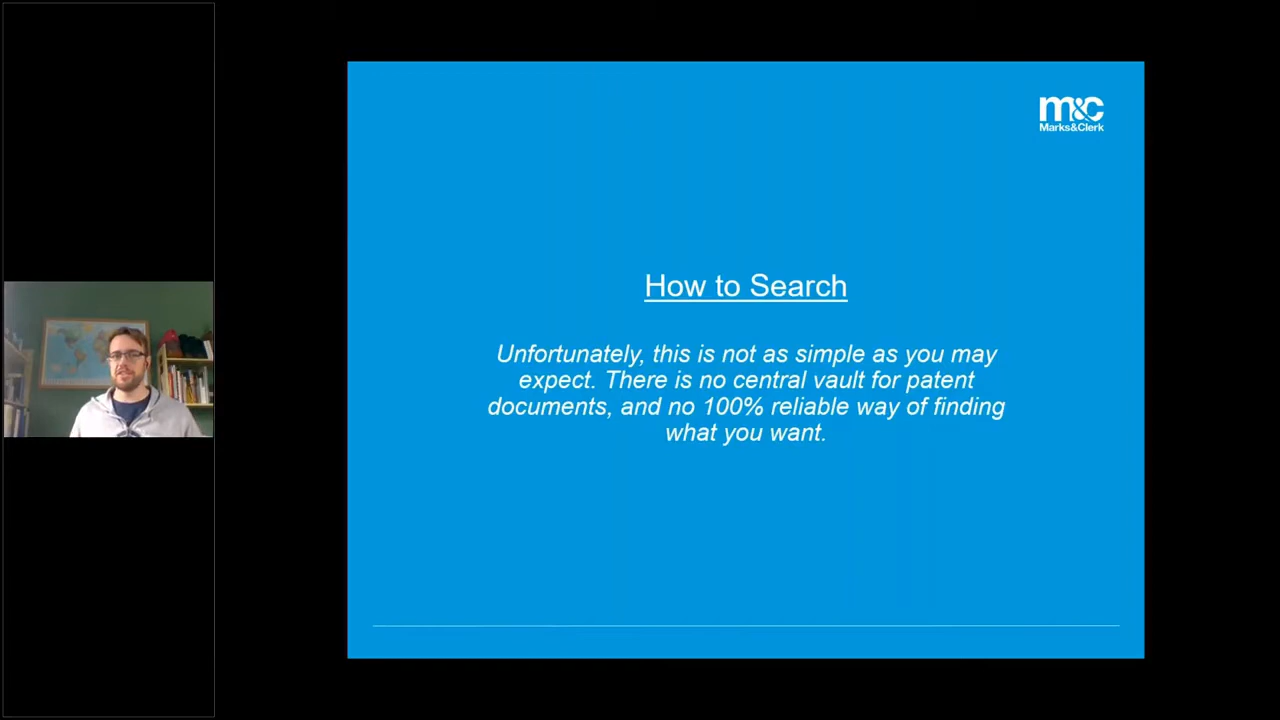 m&c
Marks&Clerk
How to Search
Unfortunately, this is not as simple as you may
expect. There is no central vault for patent
documents, and no 100% reliable way of finding
what you want.